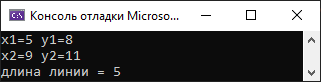 Консоль отладки Microso...
x1=5 y1=8
x2=9 y2=11
длина линии = 5